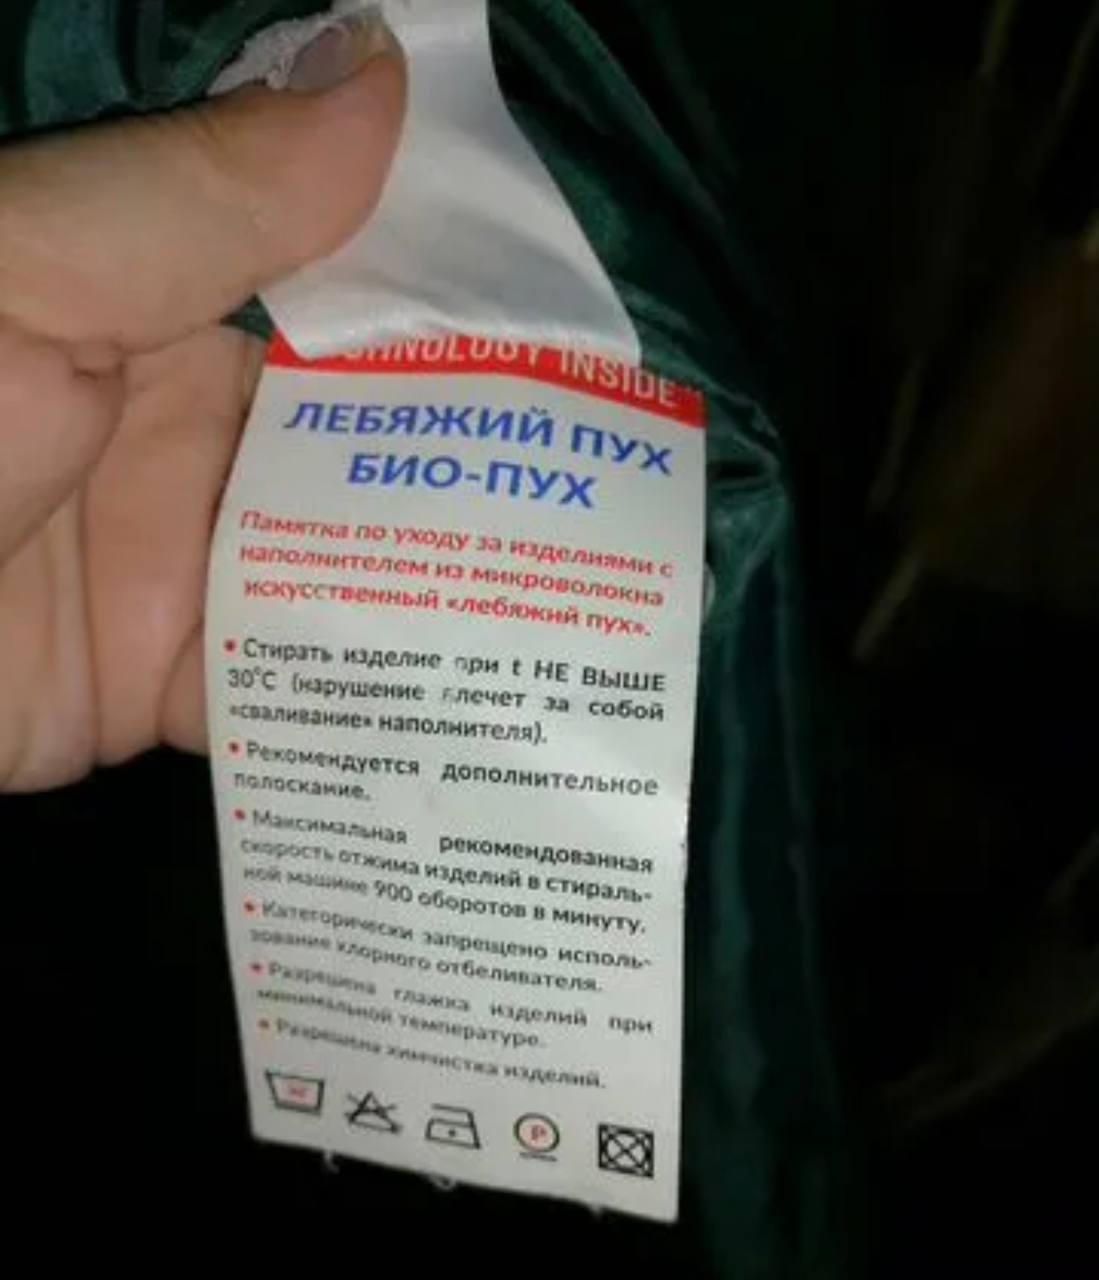 TECHNOLOGY INSIDE
ЛЕБЯЖИЙ ПУХ
БИО-ПУХ
Памятка по уходу за изделиями с
наполнителем из микроволокна
искусственный «лебяжий пух».
• Стирать изделие при t НЕ ВЫШЕ
30°C (нарушение влечет за собой
«сваливание» наполнителя).
• Рекомендуется дополнительное
полоскание.
• Максимальная рекомендованная
скорость отжима изделий в стираль-
ной машине 900 оборотов в минуту.
• Категорически запрещено исполь-
зование хлорного отбеливателя.
• Разрешена глажка изделий при
минимальной температуре.
• Разрешена химчистка изделий.
P